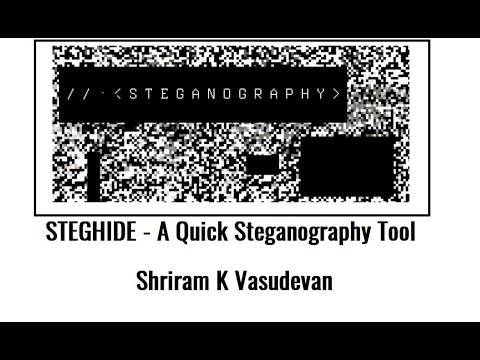 //·<STEGANOGRAPHY>
STEGHIDE - A Quick Steganography Tool
Shriram K Vasudevan